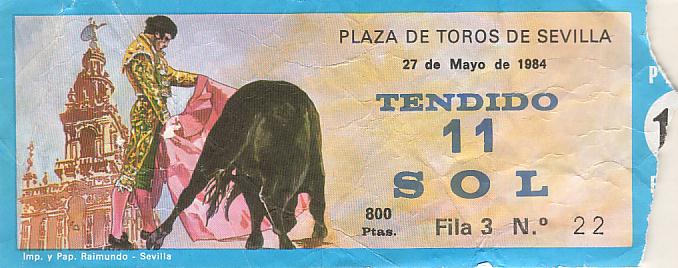 PLAZA DE TOROS DE SEVILLA
27 de Mayo de 1984
TENDIDO
11
SOL
800
Ptas.
Fila 3 N.º 22
Imp. y Pap. Raimundo - Sevilla